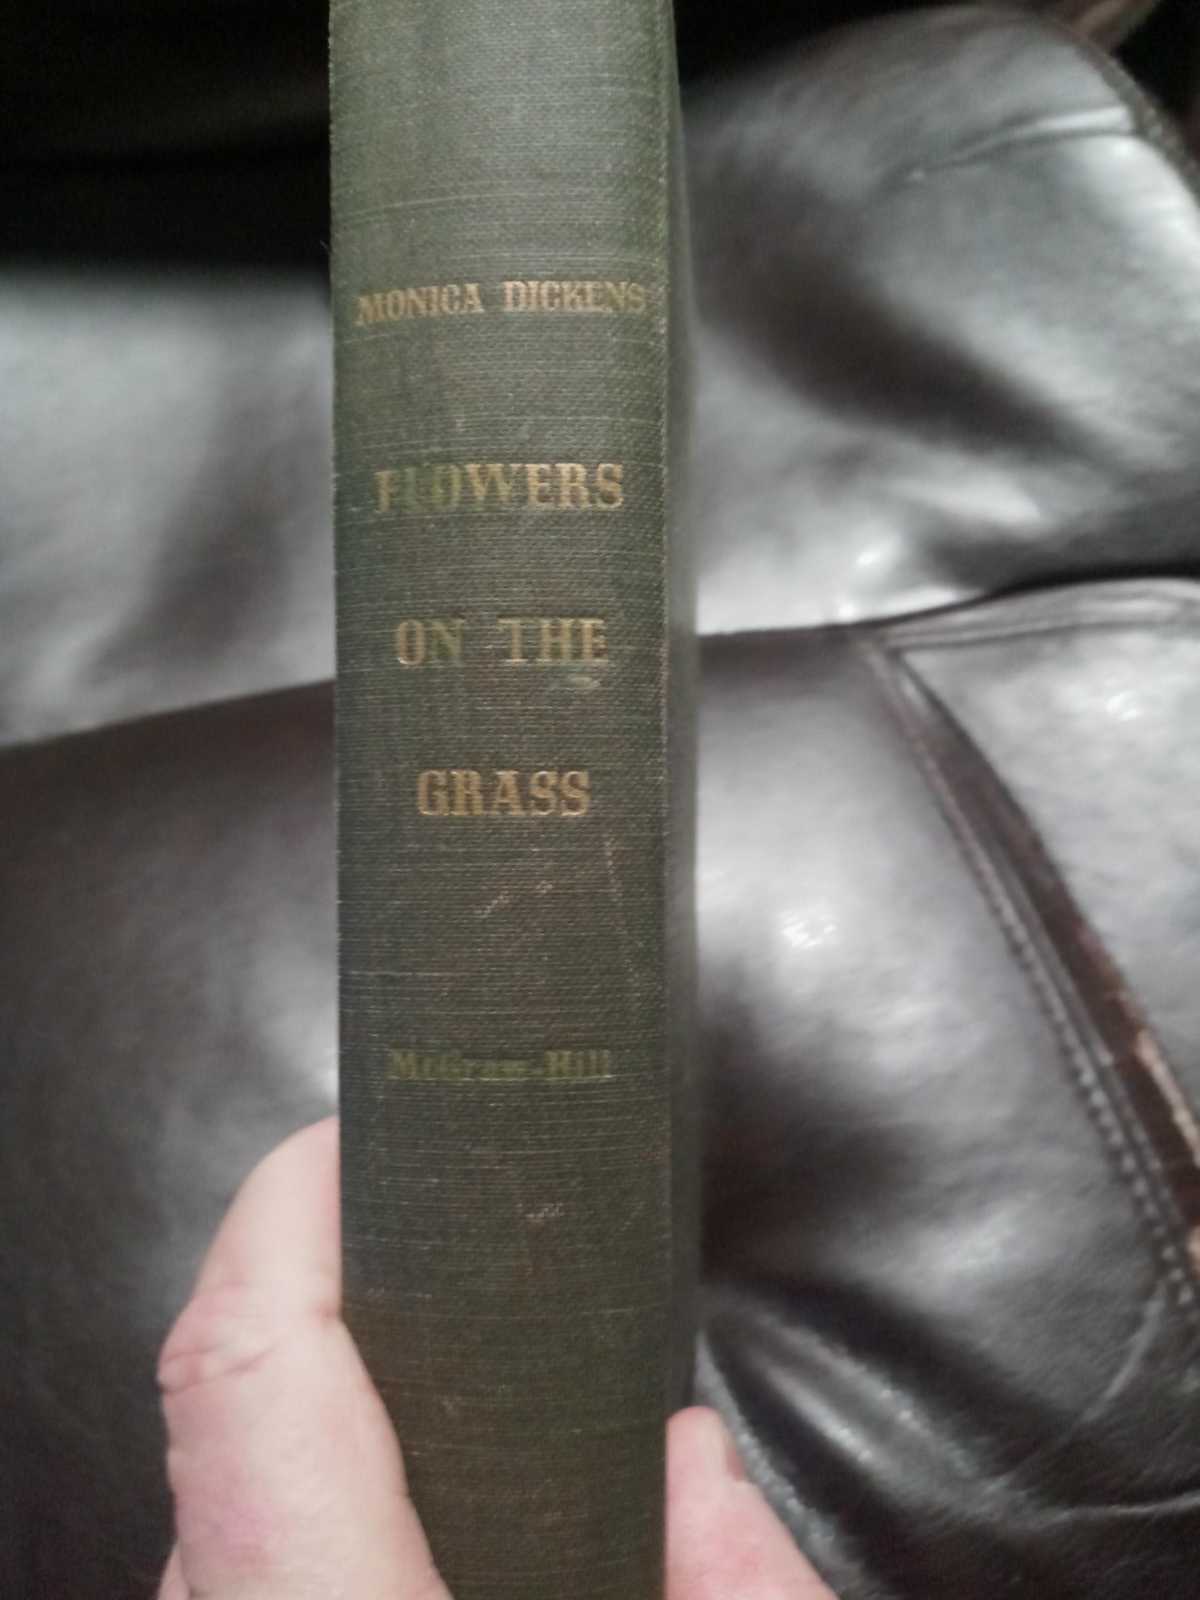 MONICA DICKENS
FLOWERS
ON THE
GRASS
McGraw-Hill